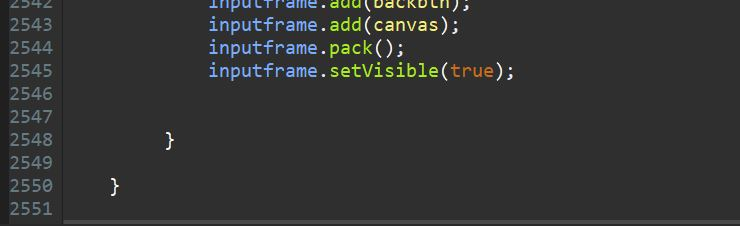 2542 inputframe.add(backbtn);
2543 inputframe.add(canvas);
2544 inputframe.pack();
2545 inputframe.setVisible(true);
2546
2547
2548 }
2549
2550 }
2551